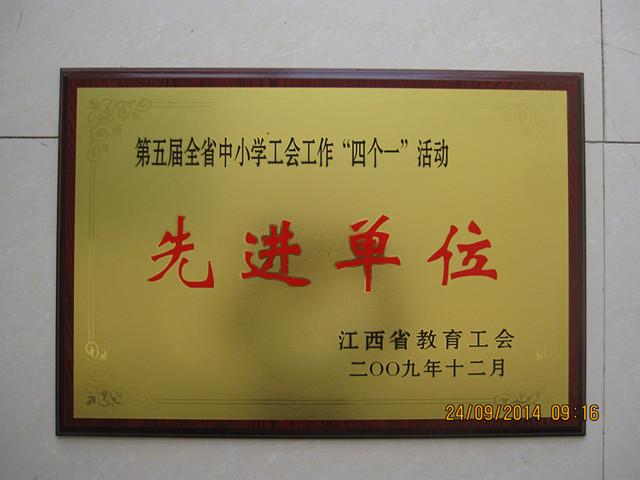 第五届全省中小学工会工作“四个一”活动
先进单位
江西省教育工会
二〇〇九年十二月
24/09/2014 09:16